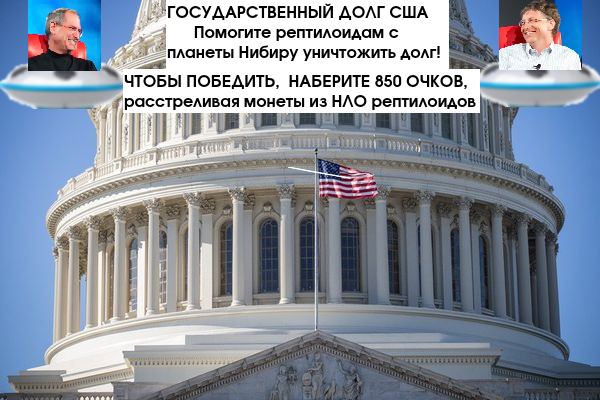 ГОСУДАРСТВЕННЫЙ ДОЛГ США
Помогите рептилоидам с
планеты Нибиру уничтожить долг!
ЧТОБЫ ПОБЕДИТЬ, НАБЕРИТЕ 850 ОЧКОВ,
расстреливая монеты из НЛО рептилоидов